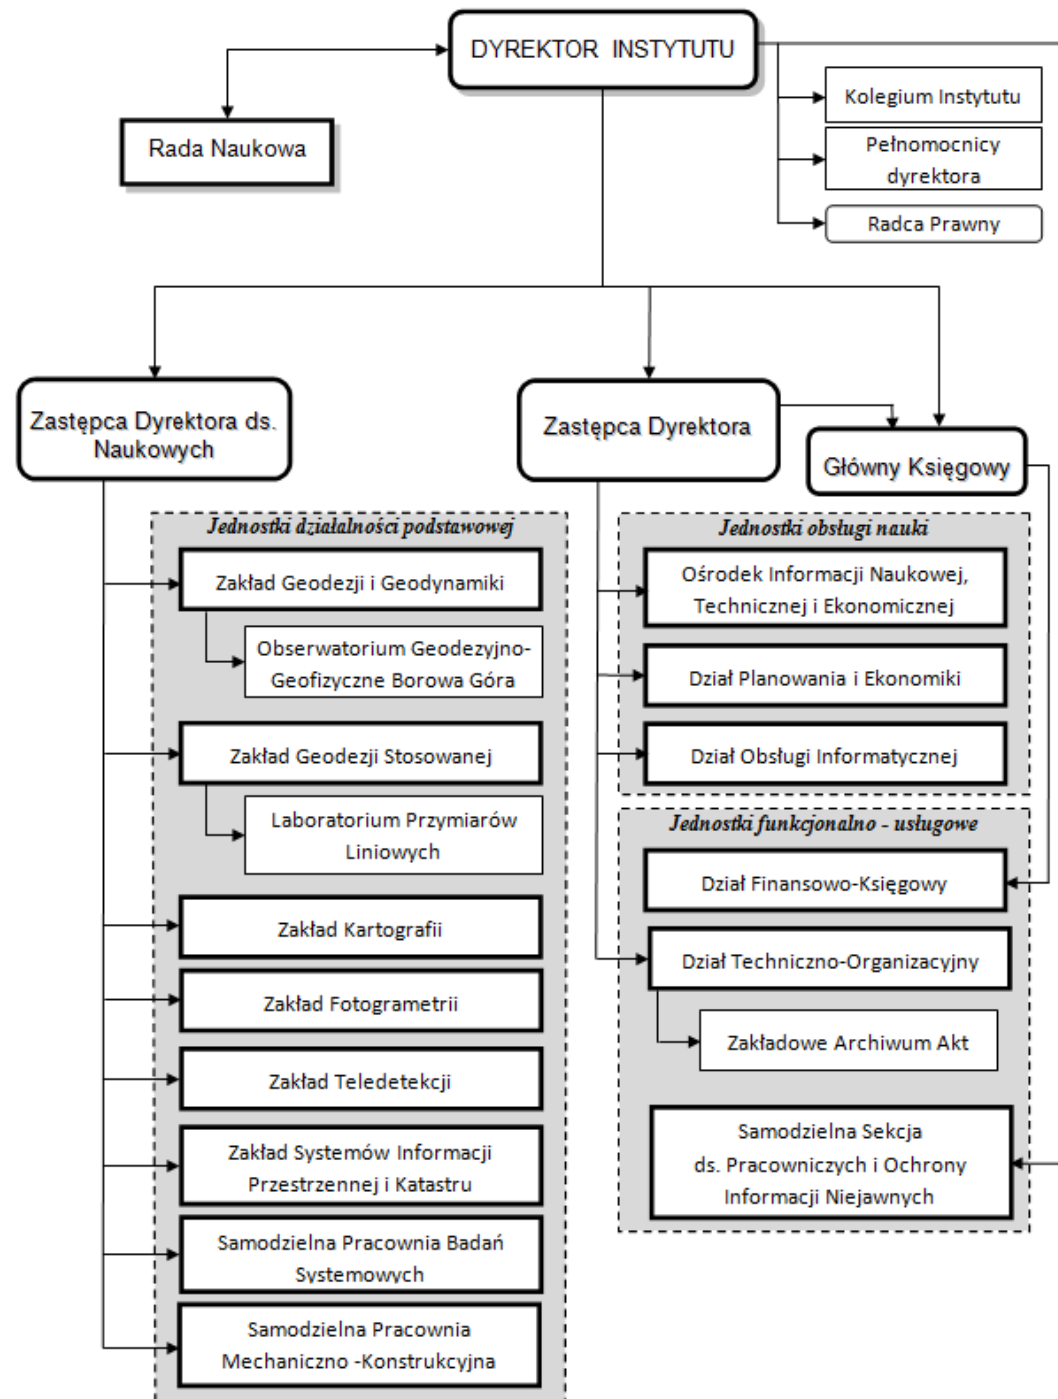 DYREKTOR INSTYTUTU
Rada Naukowa
Kolegium Instytutu
Pełnomocnicy
dyrektora
Radca Prawny
Zastępca Dyrektora ds.
Naukowych
Zastępca Dyrektora
Główny Księgowy
Jednostki działalności podstawowej
Zakład Geodezji i Geodynamiki
Obserwatorium Geodezyjno-
Geofizyczne Borowa Góra
Zakład Geodezji Stosowanej
Laboratorium Przymiarów
Liniowych
Zakład Kartografii
Zakład Fotogrametrii
Zakład Teledetekcji
Zakład Systemów Informacji
Przestrzennej i Katastru
Samodzielna Pracownia Badań
Systemowych
Samodzielna Pracownia
Mechaniczno -Konstrukcyjna
Jednostki obsługi nauki
Ośrodek Informacji Naukowej,
Technicznej i Ekonomicznej
Dział Planowania i Ekonomiki
Dział Obsługi Informatycznej
Jednostki funkcjonalno - usługowe
Dział Finansowo-Księgowy
Dział Techniczno-Organizacyjny
Zakładowe Archiwum Akt
Samodzielna Sekcja
ds. Pracowniczych i Ochrony
Informacji Niejawnych